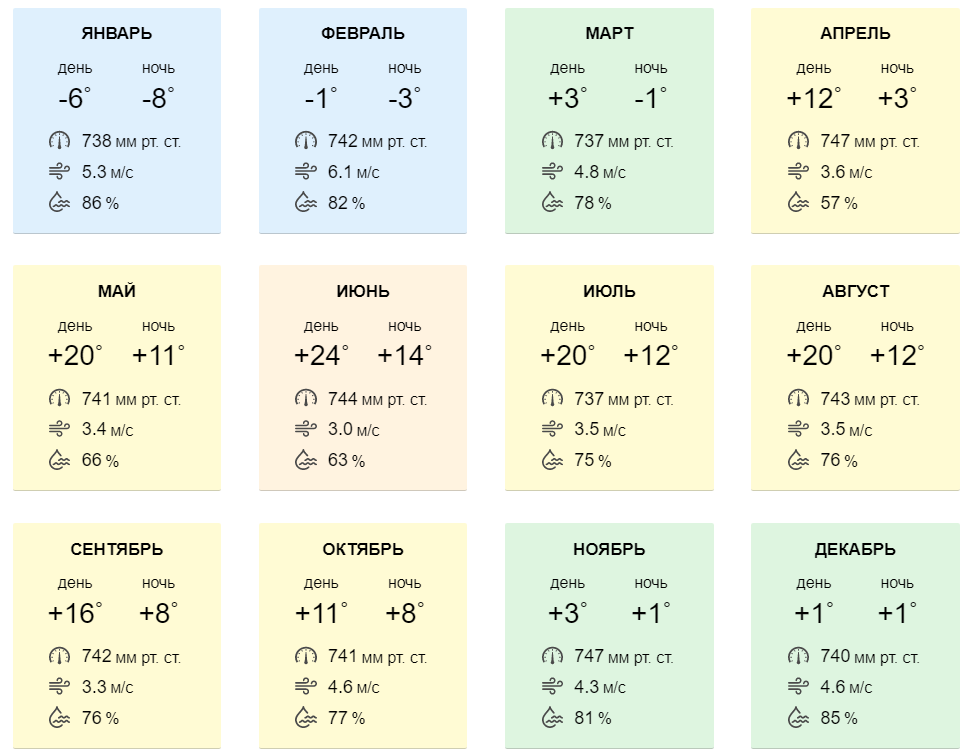 ЯНВАРЬ
день ночь
-6° -8°
738 мм рт. ст.
5.3 м/с
86 %
ФЕВРАЛЬ
день ночь
-1° -3°
742 мм рт. ст.
6.1 м/с
82 %
МАРТ
день ночь
+3° -1°
737 мм рт. ст.
4.8 м/с
78 %
АПРЕЛЬ
день ночь
+12° +3°
747 мм рт. ст.
3.6 м/с
57 %
МАЙ
день ночь
+20° +11°
741 мм рт. ст.
3.4 м/с
66 %
ИЮНЬ
день ночь
+24° +14°
744 мм рт. ст.
3.0 м/с
63 %
ИЮЛЬ
день ночь
+20° +12°
737 мм рт. ст.
3.5 м/с
75 %
АВГУСТ
день ночь
+20° +12°
743 мм рт. ст.
3.5 м/с
76 %
СЕНТЯБРЬ
день ночь
+16° +8°
742 мм рт. ст.
3.3 м/с
76 %
ОКТЯБРЬ
день ночь
+11° +8°
741 мм рт. ст.
4.6 м/с
77 %
НОЯБРЬ
день ночь
+3° +1°
747 мм рт. ст.
4.3 м/с
81 %
ДЕКАБРЬ
день ночь
+1° +1°
740 мм рт. ст.
4.6 м/с
85 %